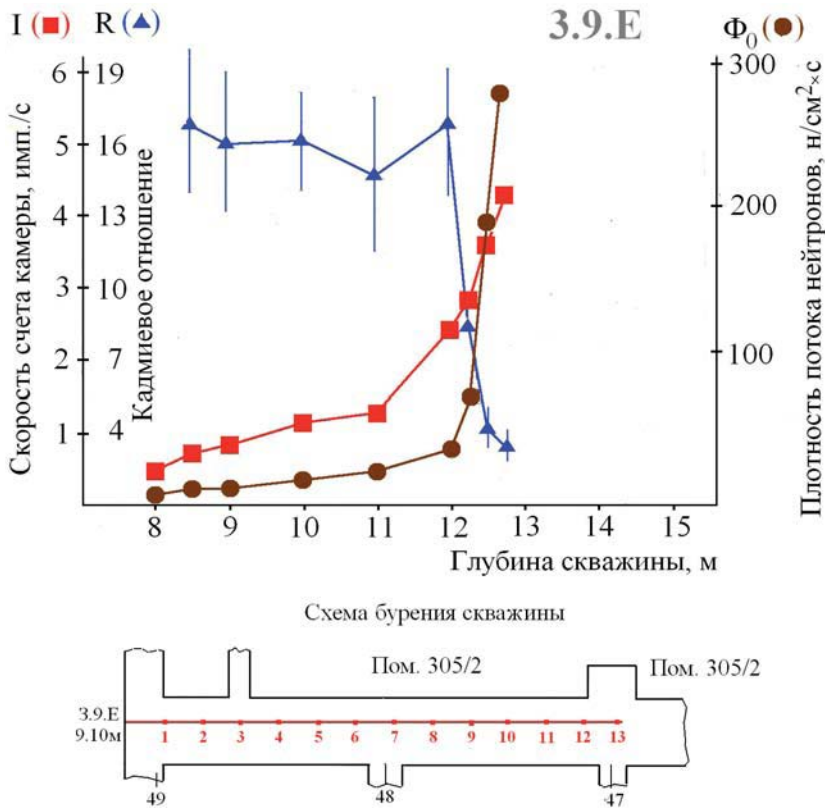 I (■) R (▲) 3.9.E Ф₀ (●)
Скорость счета камеры, имп./с
6
5
4
3
2
1
Кадмиевое отношение
19
16
13
10
7
4
300
200
100
Плотность потока нейтронов, н/см²×с
8 9 10 11 12 13 14 15
Глубина скважины, м
Схема бурения скважины
Пом. 305/2 Пом. 305/2
3.9.E
9.10м
1 2 3 4 5 6 7 8 9 10 11 12 13
49 48 47